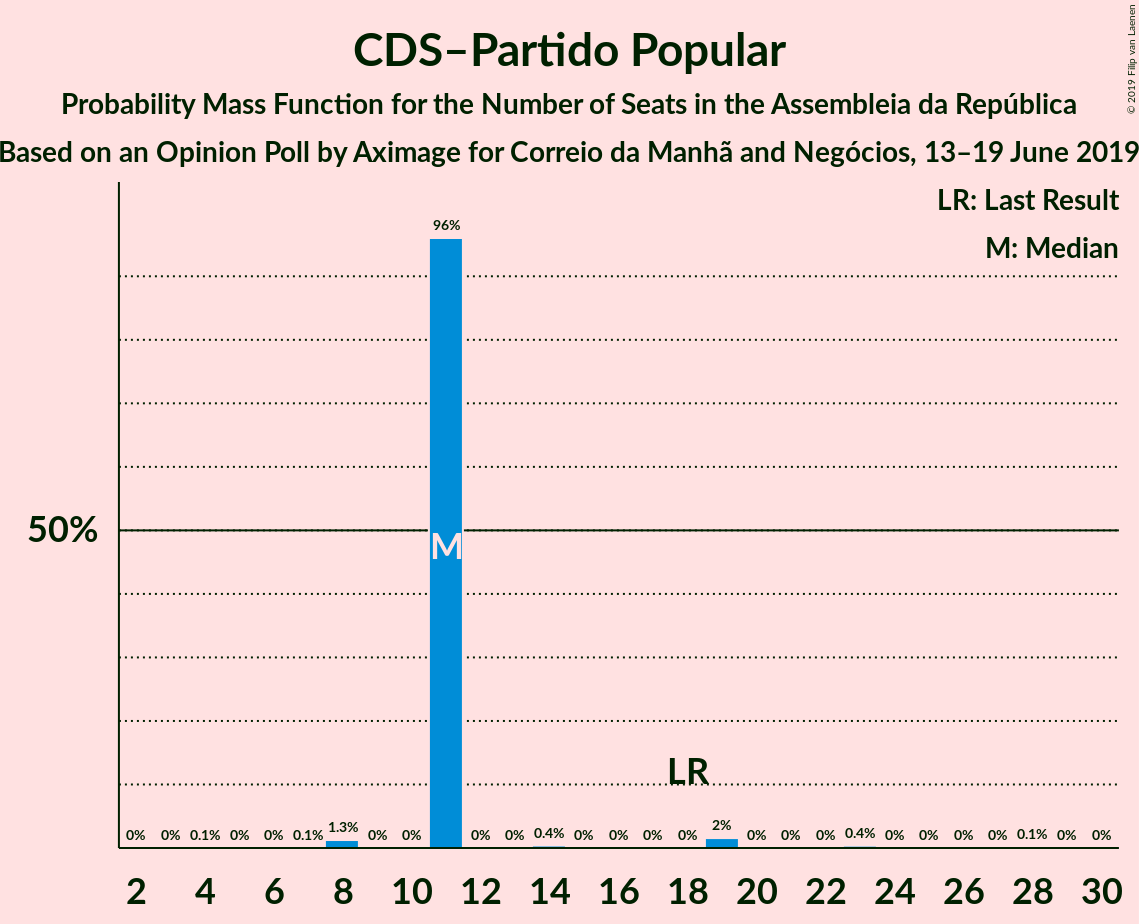 CDS–Partido Popular
Probability Mass Function for the Number of Seats in the Assembleia da República
Based on an Opinion Poll by Aximage for Correio da Manhã and Negócios, 13–19 June 2019
© 2019 Filip van Laenen
LR: Last Result
M: Median
96%
50%
M
LR
0% 0% 0.1% 0% 0% 0.1% 1.3% 0% 0% 0% 0% 0.4% 0% 0% 0% 0% 2% 0% 0% 0% 0.4% 0% 0% 0% 0% 0.1% 0% 0%
2 4 6 8 10 12 14 16 18 20 22 24 26 28 30